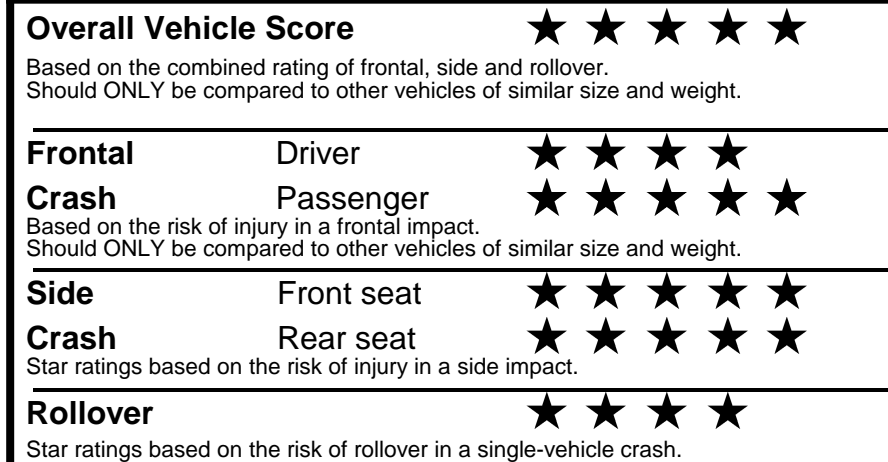 Overall Vehicle Score ★ ★ ★ ★ ★
Based on the combined rating of frontal, side and rollover.
Should ONLY be compared to other vehicles of similar size and weight.
Frontal Driver ★ ★ ★ ★
Crash Passenger ★ ★ ★ ★ ★
Based on the risk of injury in a frontal impact.
Should ONLY be compared to other vehicles of similar size and weight.
Side Front seat ★ ★ ★ ★ ★
Crash Rear seat ★ ★ ★ ★ ★
Star ratings based on the risk of injury in a side impact.
Rollover ★ ★ ★ ★
Star ratings based on the risk of rollover in a single-vehicle crash.